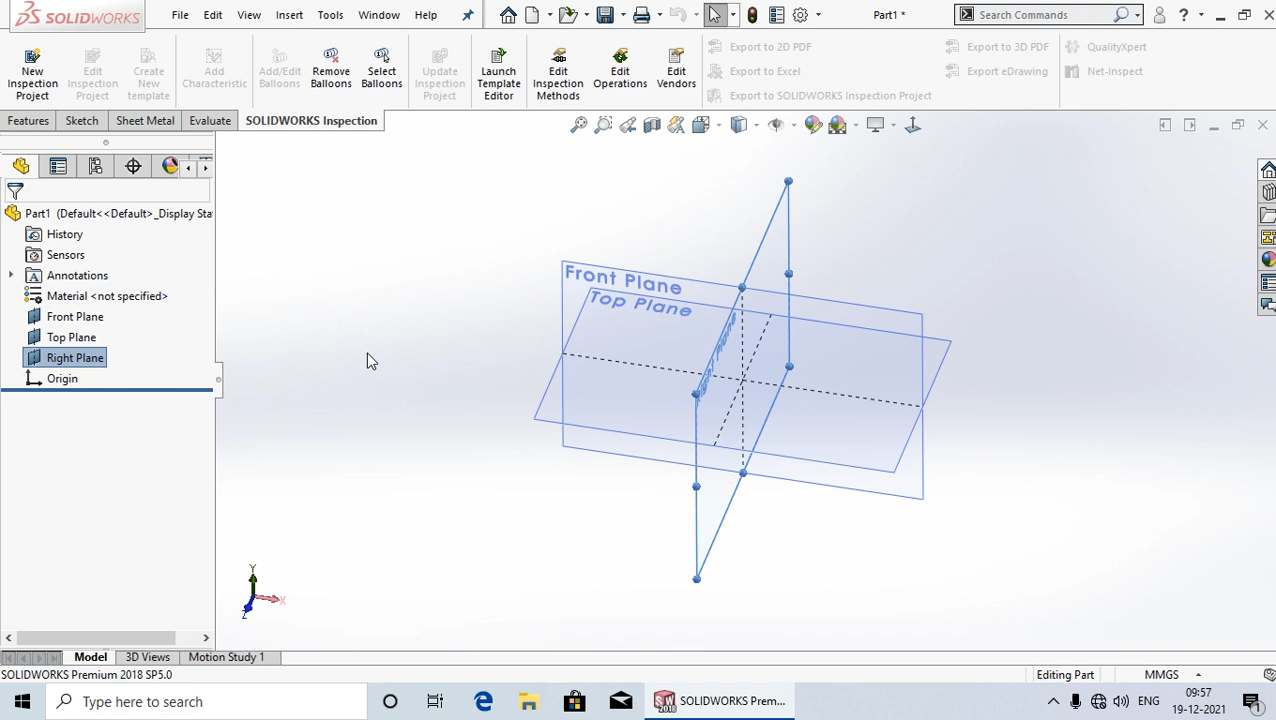 SOLIDWORKS File Edit View Insert Tools Window Help Part1 * Search Commands ?
New Inspection Project
Edit Inspection Project
Create New template
Add Characteristic
Add/Edit Balloons
Remove Balloons
Select Balloons
Update Inspection Project
Launch Template Editor
Edit Inspection Methods
Edit Operations
Edit Vendors
Export to 2D PDF
Export to Excel
Export to SOLIDWORKS Inspection Project
Export to 3D PDF
Export eDrawing
QualityXpert
Net-Inspect
Features Sketch Sheet Metal Evaluate SOLIDWORKS Inspection
Part1 (Default<<Default>_Display Sta
History
Sensors
Annotations
Material <not specified>
Front Plane
Top Plane
Right Plane
Origin
Front Plane
Top Plane
Y
X
Z
Model 3D Views Motion Study 1
SOLIDWORKS Premium 2018 SP5.0 Editing Part MMGS
Type here to search SOLIDWORKS Prem... ENG 09:57
19-12-2021